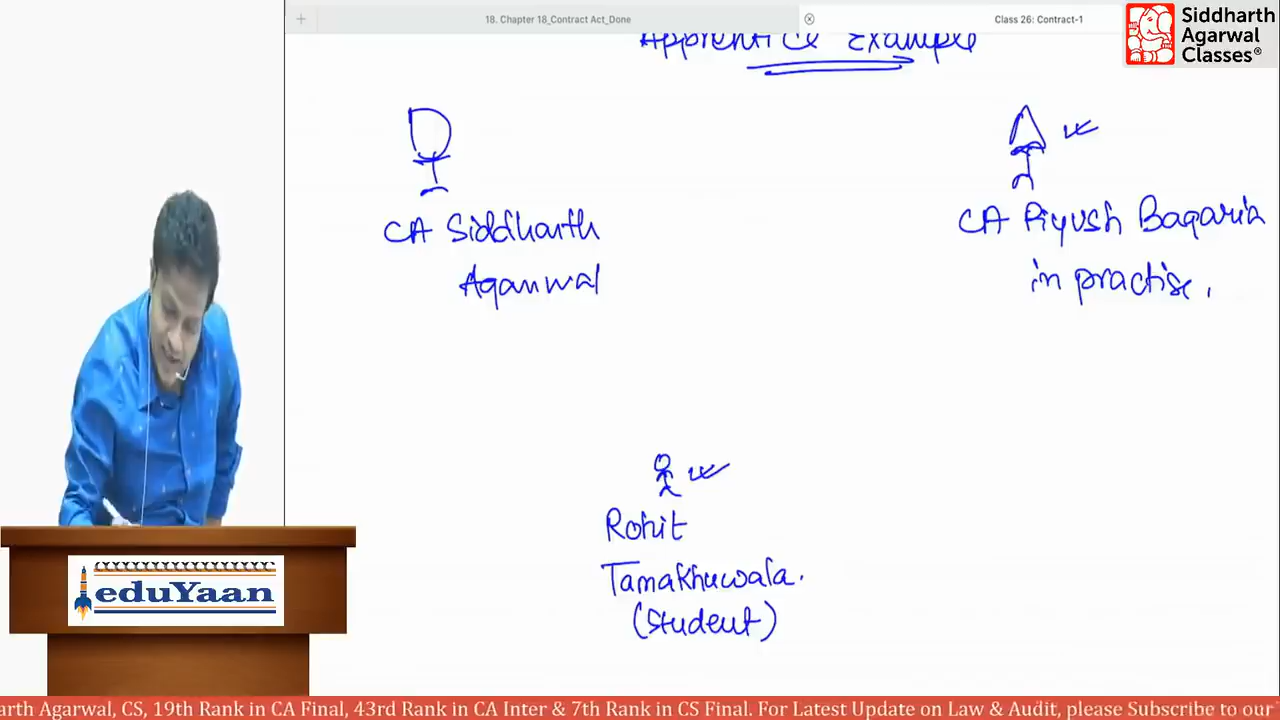 18. Chapter 18_Contract Act_Done
Class 26: Contract-1
Siddharth
Agarwal
Classes®
Apprentice Example
CA Siddharth
Agarwal
CA Piyush Bagaria
in practise.
Rohit
Tamakhuwala.
(Student)
eduYaan
arth Agarwal, CS, 19th Rank in CA Final, 43rd Rank in CA Inter & 7th Rank in CS Final. For Latest Update on Law & Audit, please Subscribe to our